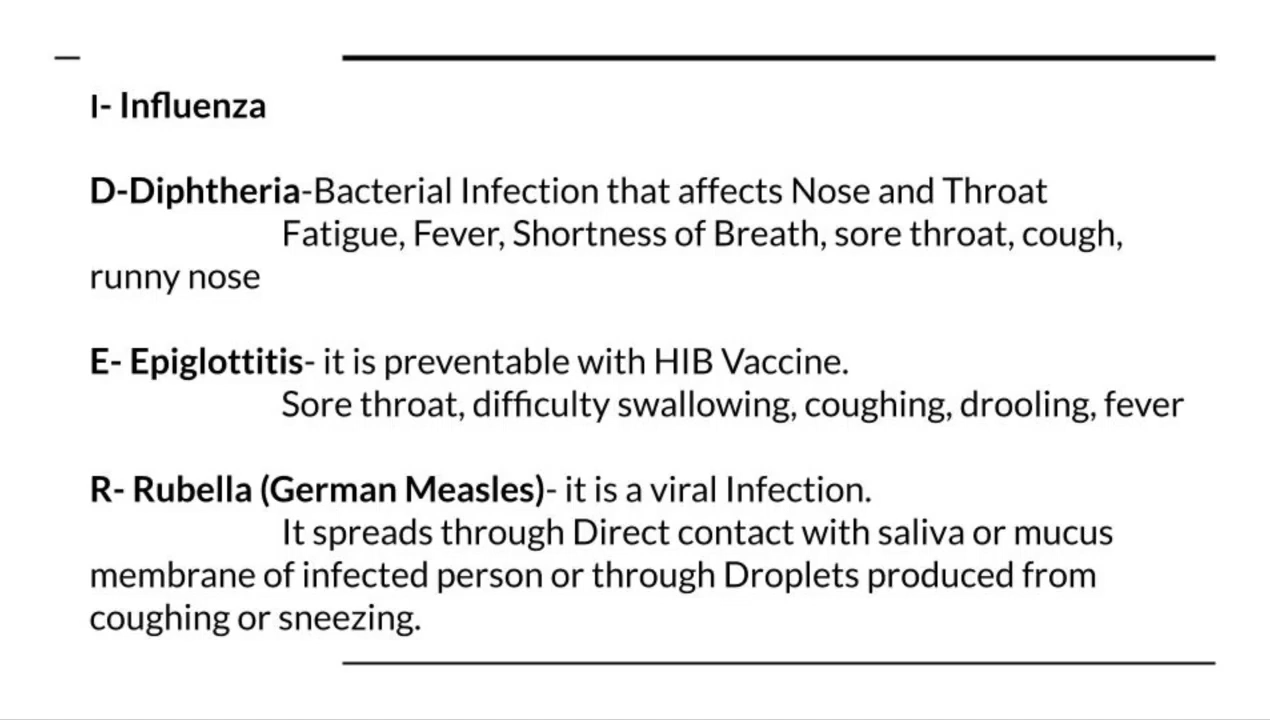 I- Influenza
D-Diphtheria-Bacterial Infection that affects Nose and Throat
Fatigue, Fever, Shortness of Breath, sore throat, cough,
runny nose
E- Epiglottitis- it is preventable with HIB Vaccine.
Sore throat, difficulty swallowing, coughing, drooling, fever
R- Rubella (German Measles)- it is a viral Infection.
It spreads through Direct contact with saliva or mucus
membrane of infected person or through Droplets produced from
coughing or sneezing.